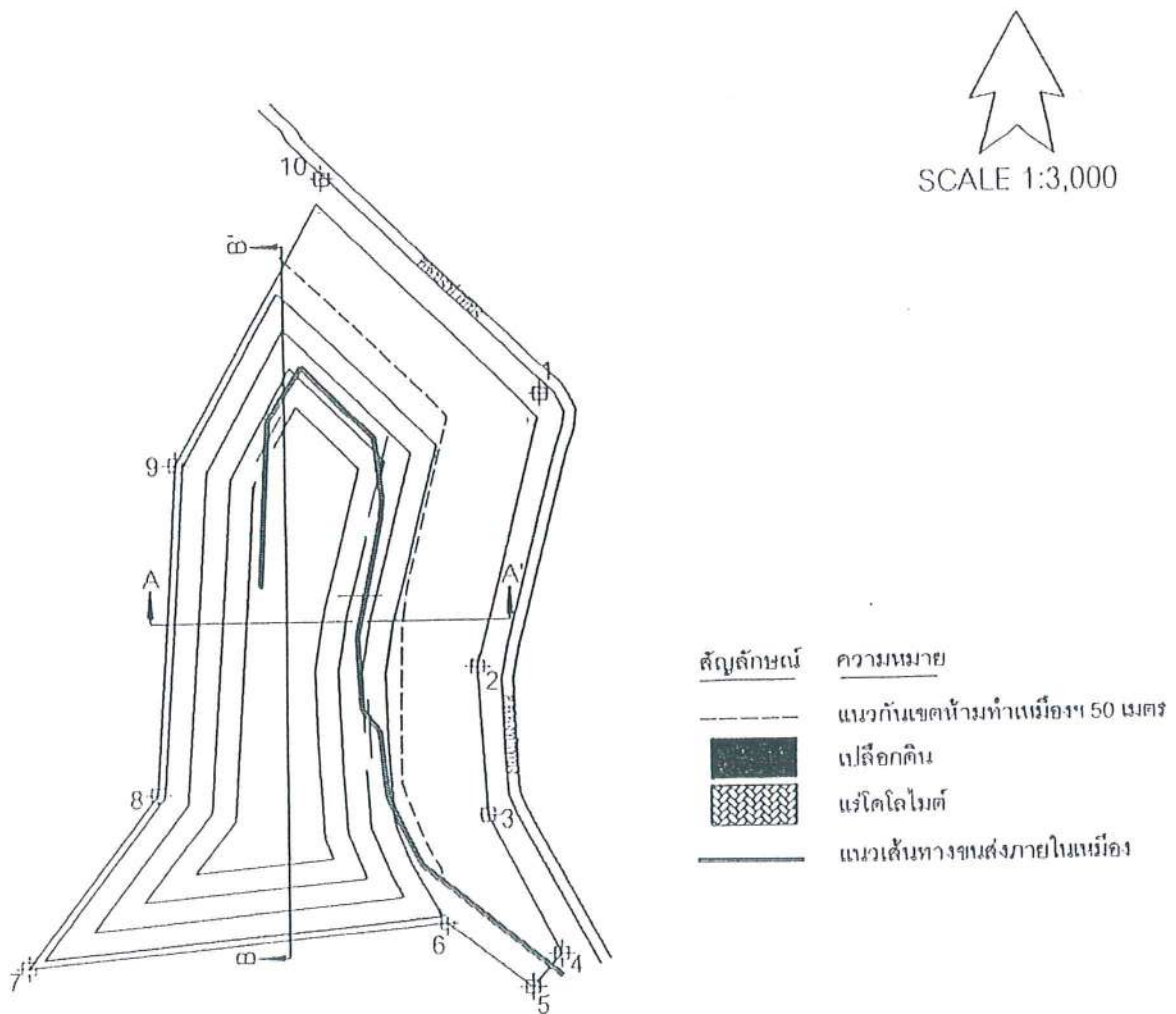 SCALE 1:3,000
10
B'
1
9
A
A'
2
8
3
6
4
7
B
5
สัญลักษณ์ ความหมาย
แนวกันเขตห้ามทำเหมืองฯ 50 เมตร
เปลือกดิน
แร่โดโลไมต์
แนวเส้นทางขนส่งภายในเหมือง